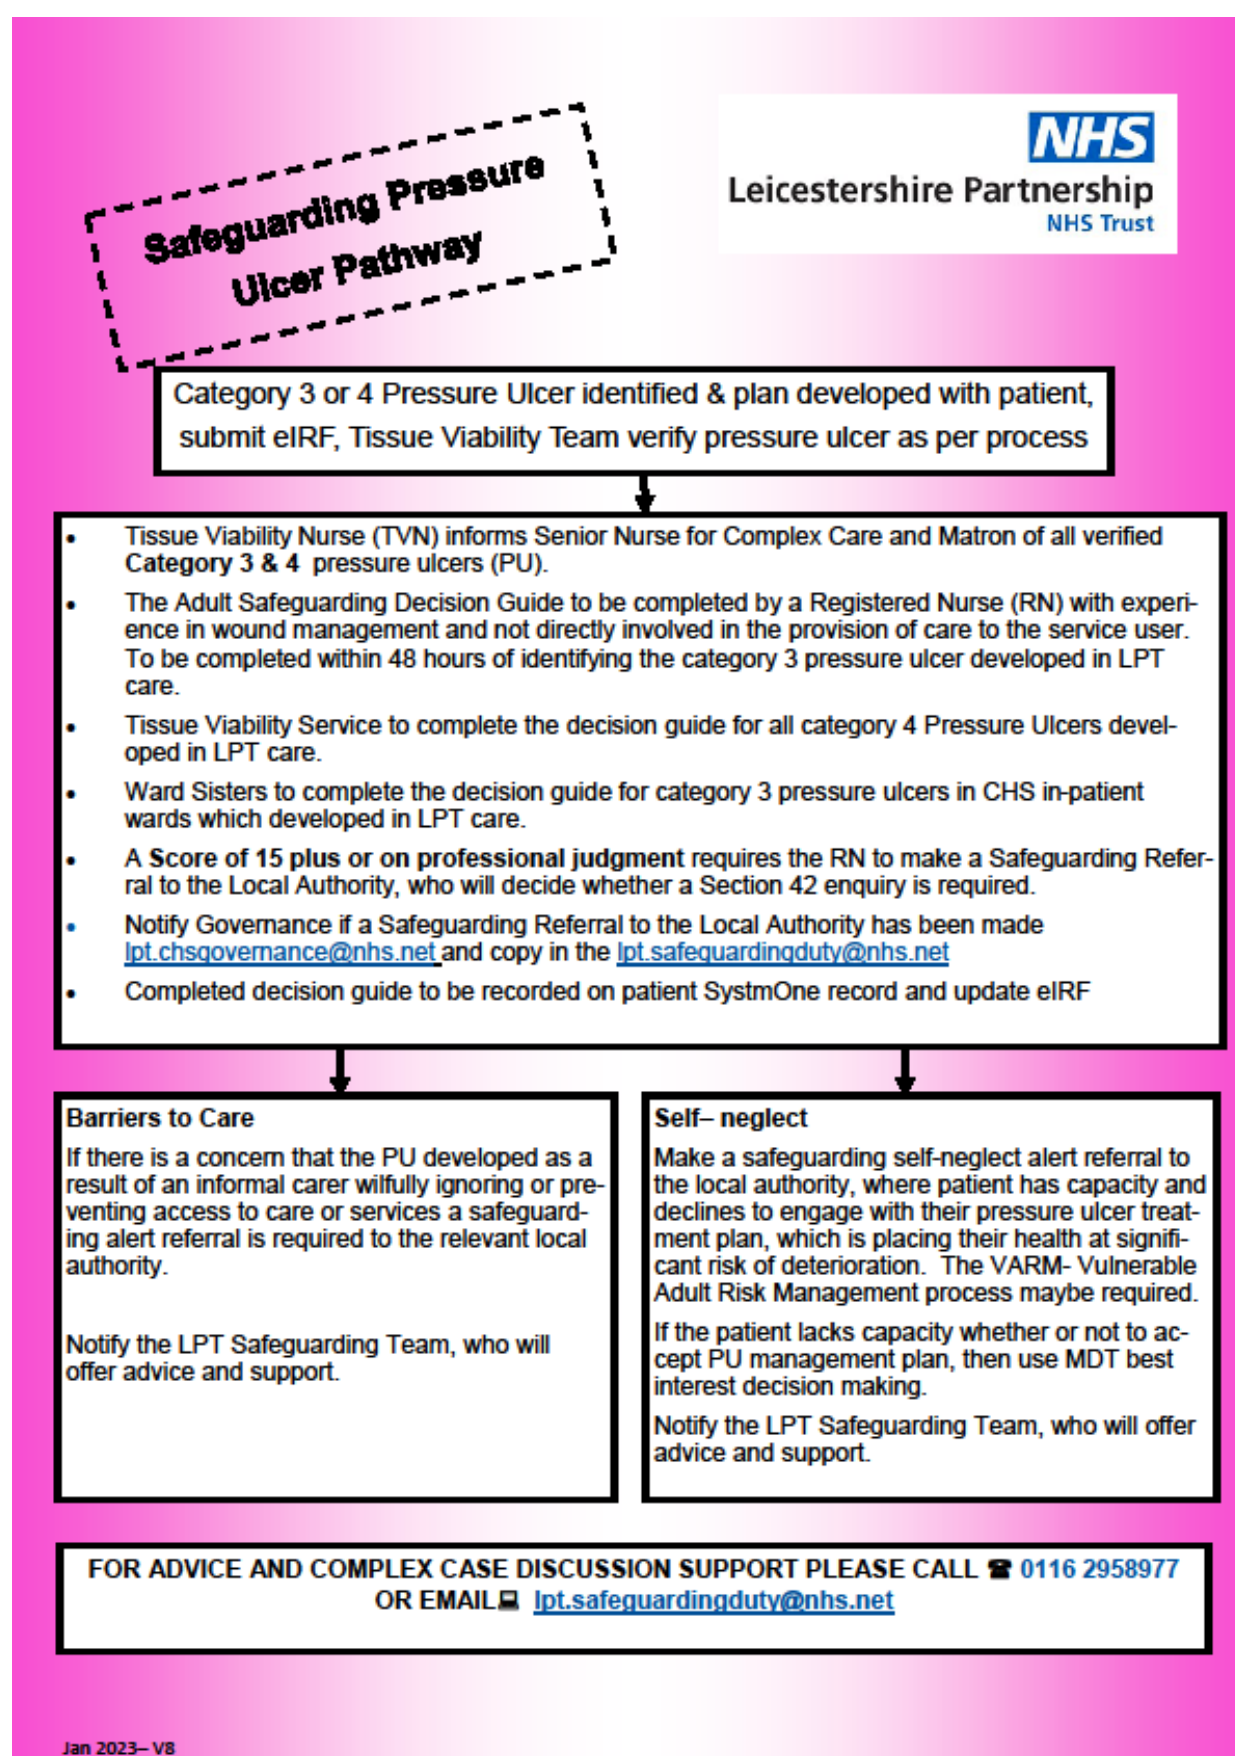 Safeguarding Pressure
Ulcer Pathway
NHS
Leicestershire Partnership
NHS Trust
Category 3 or 4 Pressure Ulcer identified & plan developed with patient,
submit eIRF, Tissue Viability Team verify pressure ulcer as per process
• Tissue Viability Nurse (TVN) informs Senior Nurse for Complex Care and Matron of all verified
Category 3 & 4 pressure ulcers (PU).
• The Adult Safeguarding Decision Guide to be completed by a Registered Nurse (RN) with experi-
ence in wound management and not directly involved in the provision of care to the service user.
To be completed within 48 hours of identifying the category 3 pressure ulcer developed in LPT
care.
• Tissue Viability Service to complete the decision guide for all category 4 Pressure Ulcers devel-
oped in LPT care.
• Ward Sisters to complete the decision guide for category 3 pressure ulcers in CHS in-patient
wards which developed in LPT care.
• A Score of 15 plus or on professional judgment requires the RN to make a Safeguarding Refer-
ral to the Local Authority, who will decide whether a Section 42 enquiry is required.
• Notify Governance if a Safeguarding Referral to the Local Authority has been made
lpt.chsgovernance@nhs.net and copy in the lpt.safeguardingduty@nhs.net
• Completed decision guide to be recorded on patient SystmOne record and update eIRF
Barriers to Care
If there is a concern that the PU developed as a
result of an informal carer wilfully ignoring or pre-
venting access to care or services a safeguard-
ing alert referral is required to the relevant local
authority.
Notify the LPT Safeguarding Team, who will
offer advice and support.
Self– neglect
Make a safeguarding self-neglect alert referral to
the local authority, where patient has capacity and
declines to engage with their pressure ulcer treat-
ment plan, which is placing their health at signifi-
cant risk of deterioration. The VARM- Vulnerable
Adult Risk Management process maybe required.
If the patient lacks capacity whether or not to ac-
cept PU management plan, then use MDT best
interest decision making.
Notify the LPT Safeguarding Team, who will offer
advice and support.
FOR ADVICE AND COMPLEX CASE DISCUSSION SUPPORT PLEASE CALL ☎ 0116 2958977
OR EMAIL💻 lpt.safeguardingduty@nhs.net
Jan 2023– V8